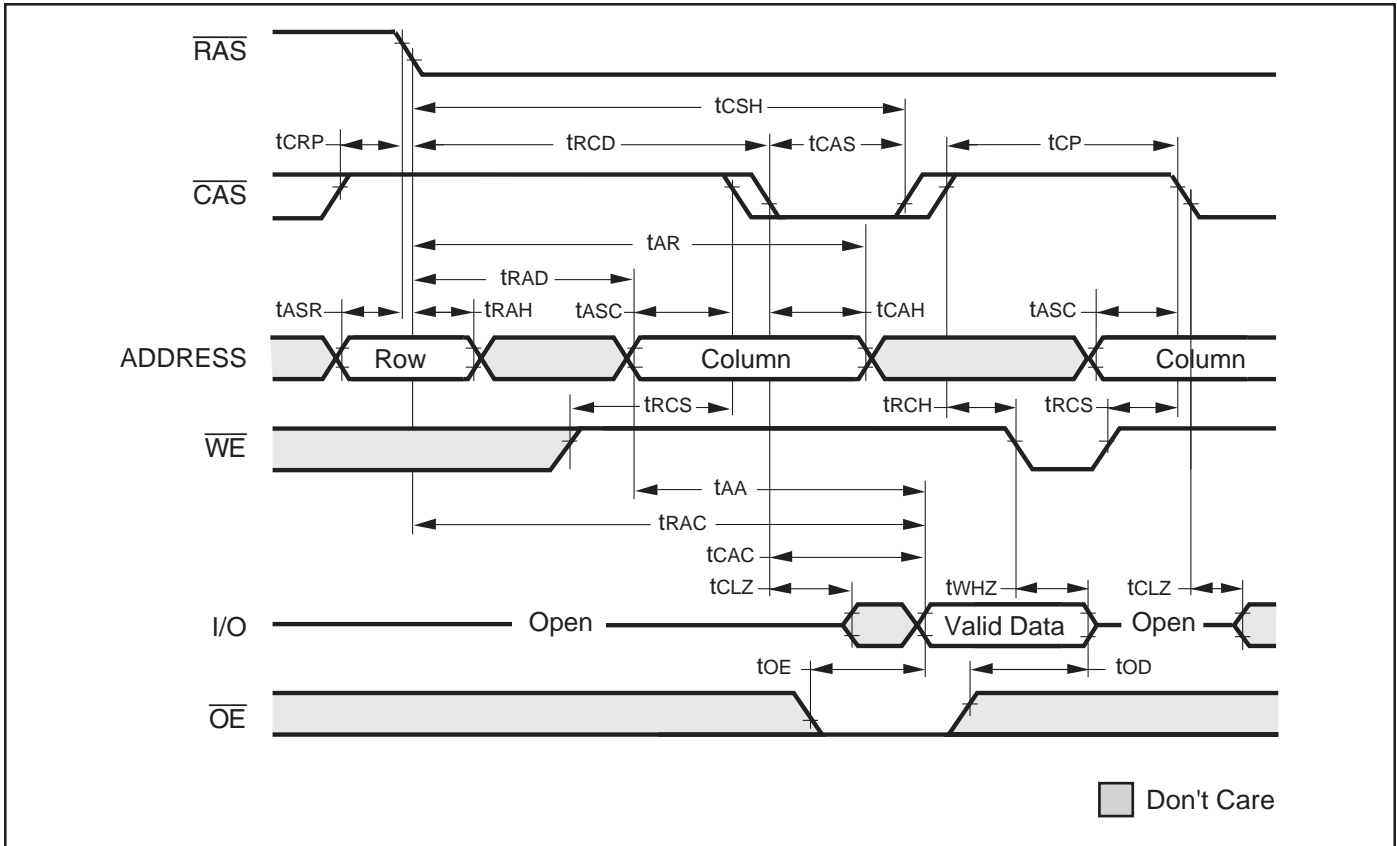 RAS
tCSH
tCRP
tRCD
tCAS
tCP
CAS
tAR
tRAD
tASR
tRAH
tASC
tCAH
tASC
ADDRESS
Row
Column
Column
tRCS
tRCH
tRCS
WE
tAA
tRAC
tCAC
tCLZ
tWHZ
tCLZ
I/O
Open
Valid Data
Open
tOE
tOD
OE
Don't Care